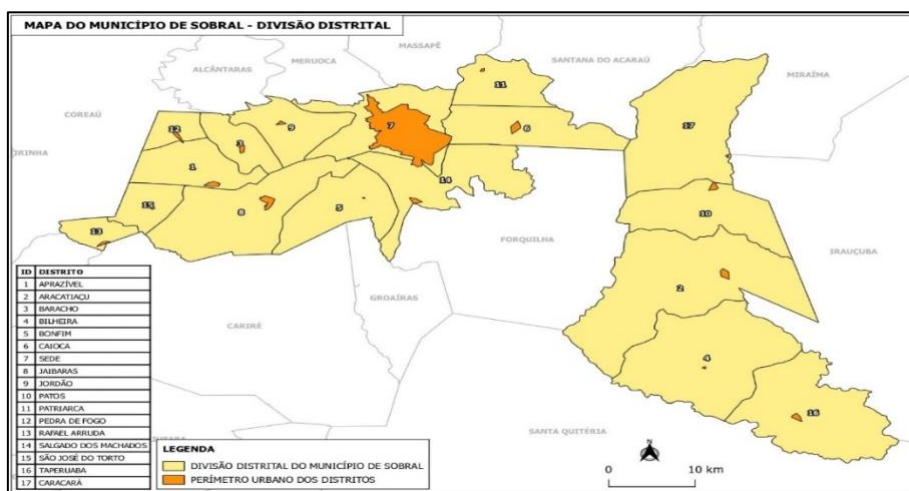 MAPA DO MUNICÍPIO DE SOBRAL - DIVISÃO DISTRITAL
MASSAPÊ
MERUOCA
ALCÂNTARAS
SANTANA DO ACARAÚ
MIRAÍMA
COREAÚ
IRINHA
11
12
3
9
7
6
17
1
14
15
8
5
10
13
FORQUILHA
IRAUÇUBA
GROAÍRAS
2
CARIRÉ
4
16
SANTA QUITÉRIA
ID DISTRITO
1 APRAZÍVEL
2 ARACATIAÇU
3 BARACHO
4 BILHEIRA
5 BONFIM
6 CAIOCA
7 SEDE
8 JAIBARAS
9 JORDÃO
10 PATOS
11 PATRIARCA
12 PEDRA DE FOGO
13 RAFAEL ARRUDA
14 SALGADO DOS MACHADOS
15 SÃO JOSÉ DO TORTO
16 TAPERUABA
17 CARACARÁ
LEGENDA
DIVISÃO DISTRITAL DO MUNICÍPIO DE SOBRAL
PERÍMETRO URBANO DOS DISTRITOS
N
0 10 km